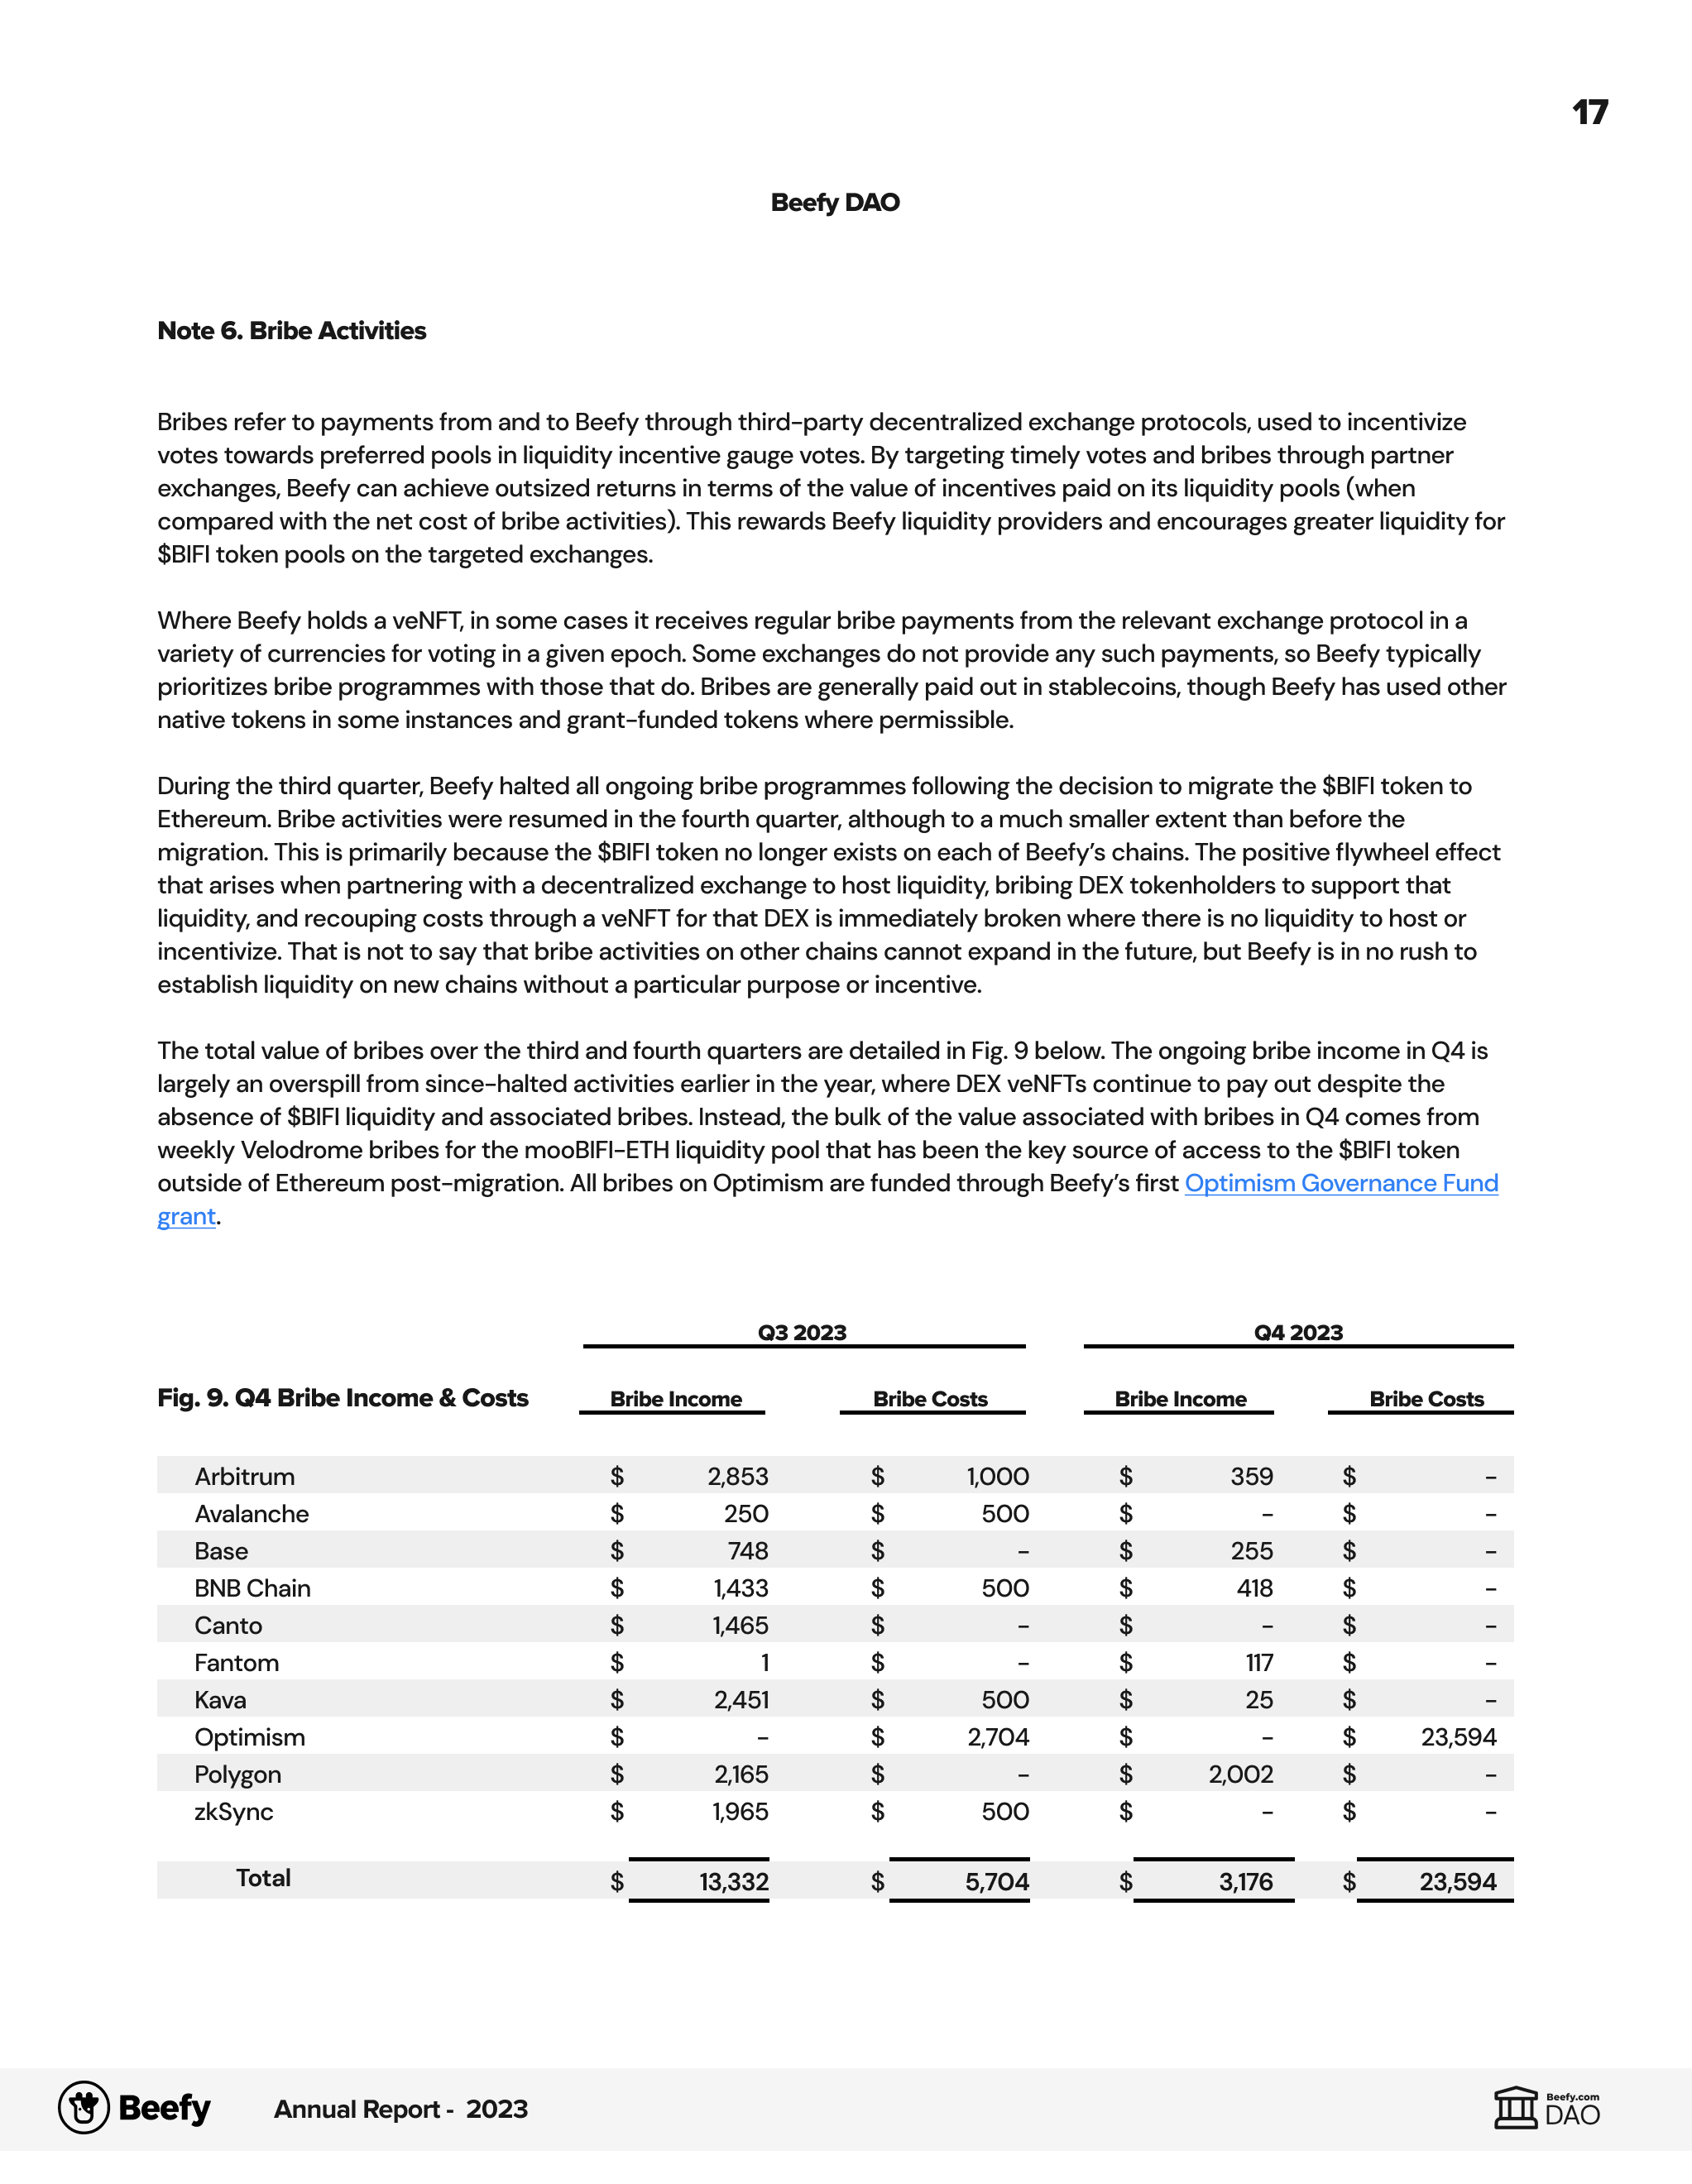 17
Beefy DAO
Note 6. Bribe Activities
Bribes refer to payments from and to Beefy through third-party decentralized exchange protocols, used to incentivize
votes towards preferred pools in liquidity incentive gauge votes. By targeting timely votes and bribes through partner
exchanges, Beefy can achieve outsized returns in terms of the value of incentives paid on its liquidity pools (when
compared with the net cost of bribe activities). This rewards Beefy liquidity providers and encourages greater liquidity for
$BIFI token pools on the targeted exchanges.
Where Beefy holds a veNFT, in some cases it receives regular bribe payments from the relevant exchange protocol in a
variety of currencies for voting in a given epoch. Some exchanges do not provide any such payments, so Beefy typically
prioritizes bribe programmes with those that do. Bribes are generally paid out in stablecoins, though Beefy has used other
native tokens in some instances and grant-funded tokens where permissible.
During the third quarter, Beefy halted all ongoing bribe programmes following the decision to migrate the $BIFI token to
Ethereum. Bribe activities were resumed in the fourth quarter, although to a much smaller extent than before the
migration. This is primarily because the $BIFI token no longer exists on each of Beefy's chains. The positive flywheel effect
that arises when partnering with a decentralized exchange to host liquidity, bribing DEX tokenholders to support that
liquidity, and recouping costs through a veNFT for that DEX is immediately broken where there is no liquidity to host or
incentivize. That is not to say that bribe activities on other chains cannot expand in the future, but Beefy is in no rush to
establish liquidity on new chains without a particular purpose or incentive.
The total value of bribes over the third and fourth quarters are detailed in Fig. 9 below. The ongoing bribe income in Q4 is
largely an overspill from since-halted activities earlier in the year, where DEX veNFTs continue to pay out despite the
absence of $BIFI liquidity and associated bribes. Instead, the bulk of the value associated with bribes in Q4 comes from
weekly Velodrome bribes for the mooBIFI-ETH liquidity pool that has been the key source of access to the $BIFI token
outside of Ethereum post-migration. All bribes on Optimism are funded through Beefy's first Optimism Governance Fund
grant.
Q3 2023 Q4 2023
Fig. 9. Q4 Bribe Income & Costs Bribe Income Bribe Costs Bribe Income Bribe Costs
Arbitrum $ 2,853 $ 1,000 $ 359 $ -
Avalanche $ 250 $ 500 $ - $ -
Base $ 748 $ - $ 255 $ -
BNB Chain $ 1,433 $ 500 $ 418 $ -
Canto $ 1,465 $ - $ - $ -
Fantom $ 1 $ - $ 117 $ -
Kava $ 2,451 $ 500 $ 25 $ -
Optimism $ - $ 2,704 $ - $ 23,594
Polygon $ 2,165 $ - $ 2,002 $ -
zkSync $ 1,965 $ 500 $ - $ -
Total $ 13,332 $ 5,704 $ 3,176 $ 23,594
Beefy Annual Report - 2023
Beefy.com
DAO